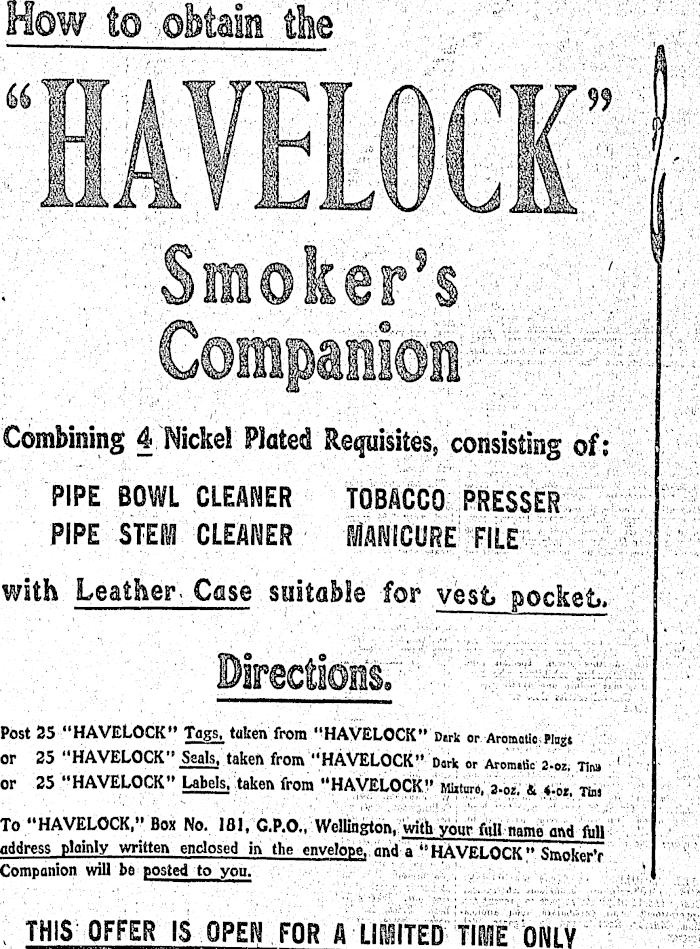 How to obtain the
“HAVELOCK”
Smoker's
Companion
Combining 4 Nickel Plated Requisites, consisting of:
PIPE BOWL CLEANER TOBACCO PRESSER
PIPE STEM CLEANER MANICURE FILE
with Leather Case suitable for vest pocket.
Directions.
Post 25 "HAVELOCK" Tags, taken from "HAVELOCK" Dark or Aromatic Plugs
or 25 "HAVELOCK" Seals, taken from "HAVELOCK" Dark or Aromatic 2-oz. Tins
or 25 "HAVELOCK" Labels, taken from "HAVELOCK" Mixture, 2-oz. & 4-oz. Tins
To "HAVELOCK," Box No. 181, G.P.O., Wellington, with your full name and full
address plainly written enclosed in the envelope, and a "HAVELOCK" Smoker's
Companion will be posted to you.
THIS OFFER IS OPEN FOR A LIMITED TIME ONLY